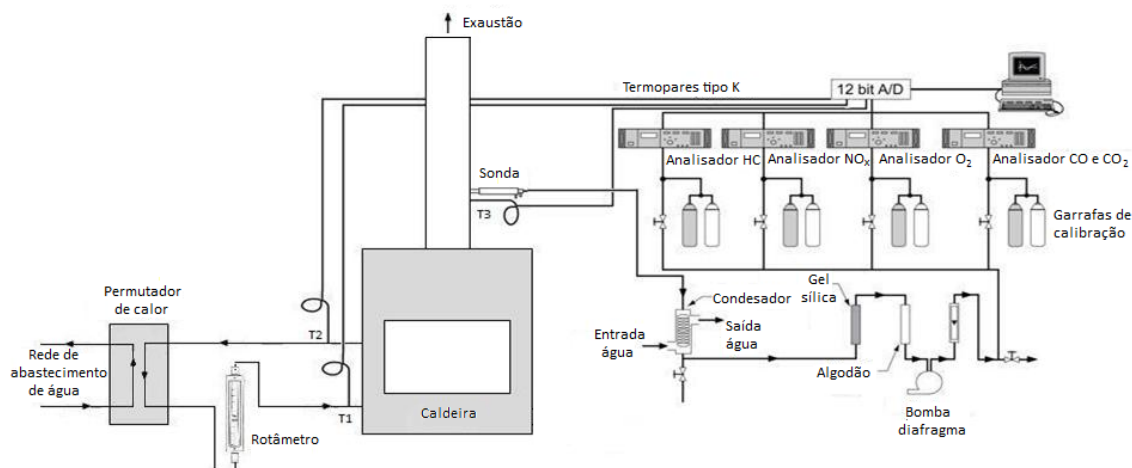 Exaustão
Termopares tipo K
12 bit A/D
Analisador HC
Analisador NOₓ
Analisador O₂
Analisador CO e CO₂
Sonda
T3
Garrafas de
calibração
Permutador
de calor
Gel
sílica
Condesador
Entrada
água
Saída
água
T2
Rede de
abastecimento
de água
Algodão
Caldeira
T1
Bomba
diafragma
Rotâmetro